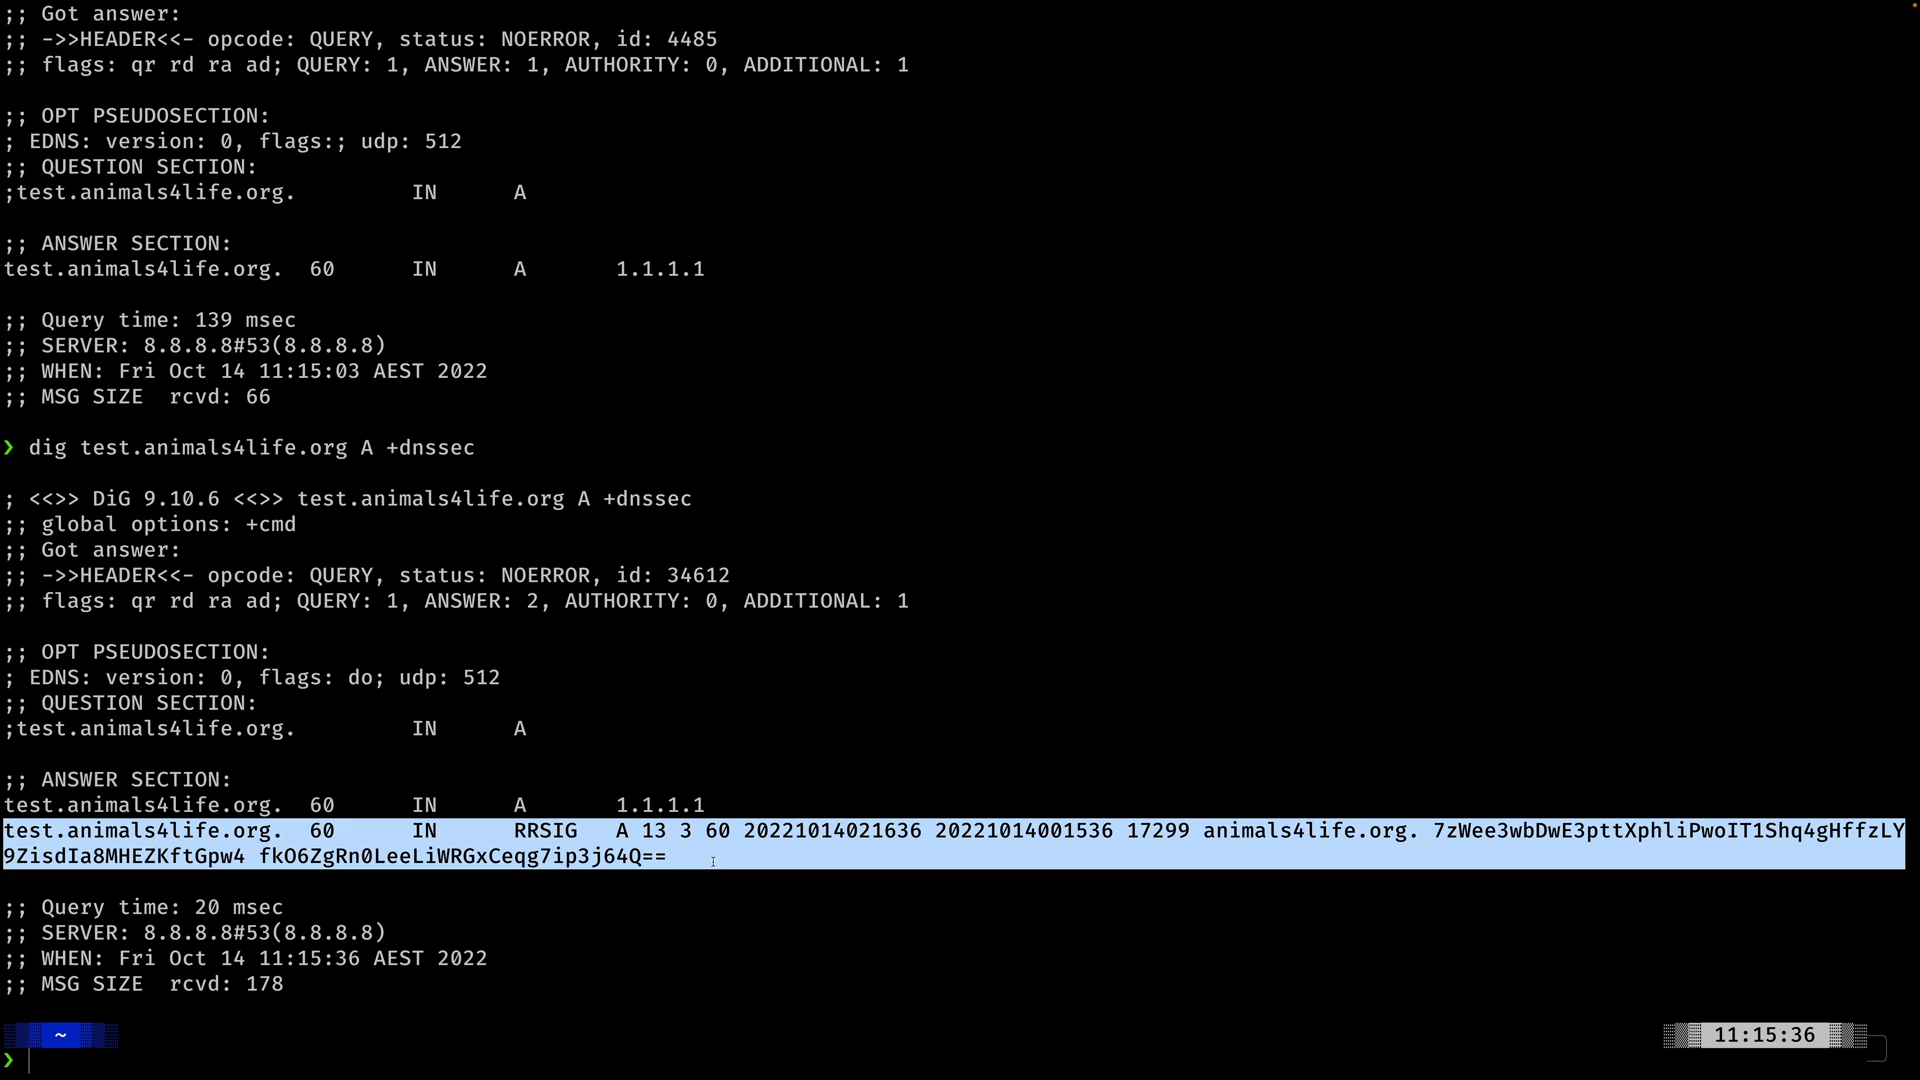 ;; Got answer:
;; ->>HEADER<<- opcode: QUERY, status: NOERROR, id: 4485
;; flags: qr rd ra ad; QUERY: 1, ANSWER: 1, AUTHORITY: 0, ADDITIONAL: 1
;; OPT PSEUDOSECTION:
; EDNS: version: 0, flags:; udp: 512
;; QUESTION SECTION:
;test.animals4life.org. IN A
;; ANSWER SECTION:
test.animals4life.org. 60 IN A 1.1.1.1
;; Query time: 139 msec
;; SERVER: 8.8.8.8#53(8.8.8.8)
;; WHEN: Fri Oct 14 11:15:03 AEST 2022
;; MSG SIZE rcvd: 66
❯ dig test.animals4life.org A +dnssec
; <<>> DiG 9.10.6 <<>> test.animals4life.org A +dnssec
;; global options: +cmd
;; Got answer:
;; ->>HEADER<<- opcode: QUERY, status: NOERROR, id: 34612
;; flags: qr rd ra ad; QUERY: 1, ANSWER: 2, AUTHORITY: 0, ADDITIONAL: 1
;; OPT PSEUDOSECTION:
; EDNS: version: 0, flags: do; udp: 512
;; QUESTION SECTION:
;test.animals4life.org. IN A
;; ANSWER SECTION:
test.animals4life.org. 60 IN A 1.1.1.1
test.animals4life.org. 60 IN RRSIG A 13 3 60 20221014021636 20221014001536 17299 animals4life.org. 7zWee3wbDwE3pttXphliPwoIT1Shq4gHffzLY
9ZisdIa8MHEZKftGpw4 fkO6ZgRn0LeeLiWRGxCeqg7ip3j64Q==
;; Query time: 20 msec
;; SERVER: 8.8.8.8#53(8.8.8.8)
;; WHEN: Fri Oct 14 11:15:36 AEST 2022
;; MSG SIZE rcvd: 178
~ 11:15:36
❯